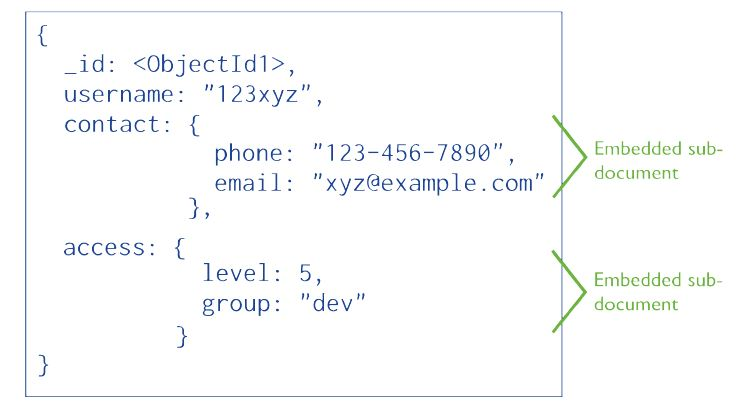 {
_id: <ObjectId1>,
username: "123xyz",
contact: {
phone: "123-456-7890",
email: "xyz@example.com"
},
Embedded sub-
document
access: {
level: 5,
group: "dev"
}
Embedded sub-
document
}